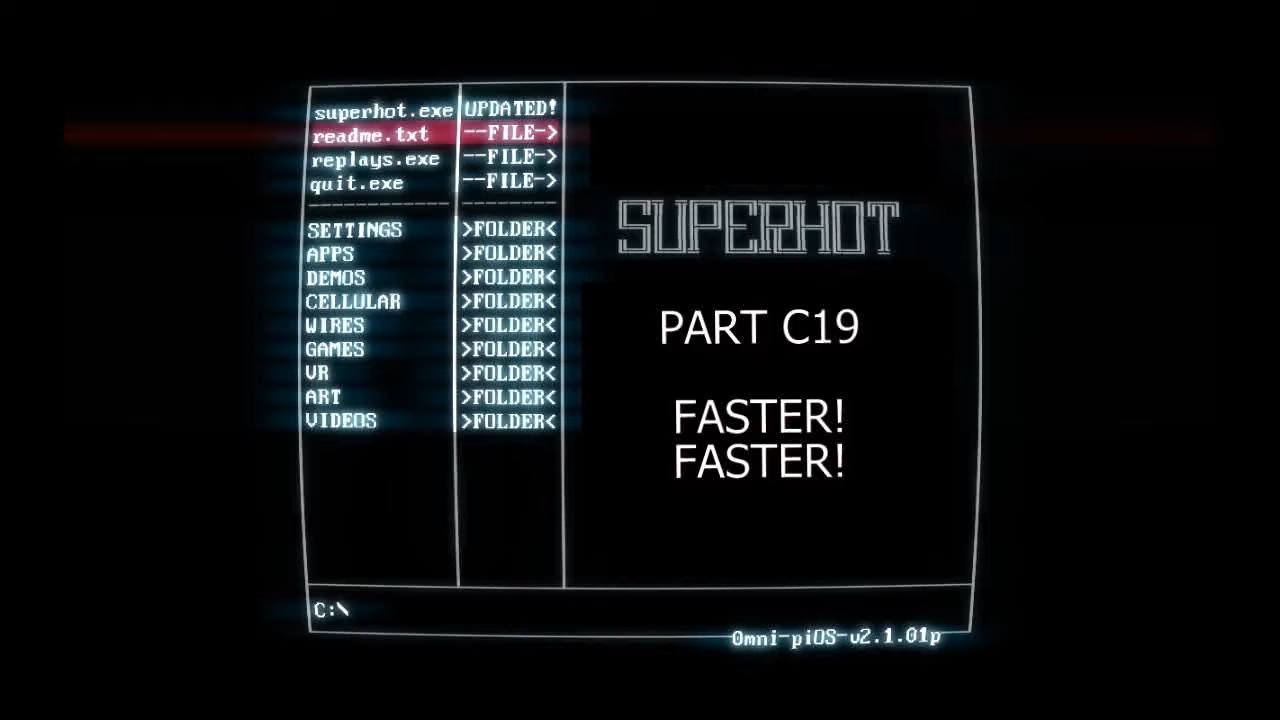 superhot.exe UPDATED!
readme.txt --FILE->
replays.exe --FILE->
quit.exe --FILE->
SETTINGS >FOLDER<
APPS >FOLDER<
DEMOS >FOLDER<
CELLULAR >FOLDER<
WIRES >FOLDER<
GAMES >FOLDER<
VR >FOLDER<
ART >FOLDER<
VIDEOS >FOLDER<
SUPERHOT
PART C19
FASTER!
FASTER!
C:\
Omni-piOS-v2.1.01p